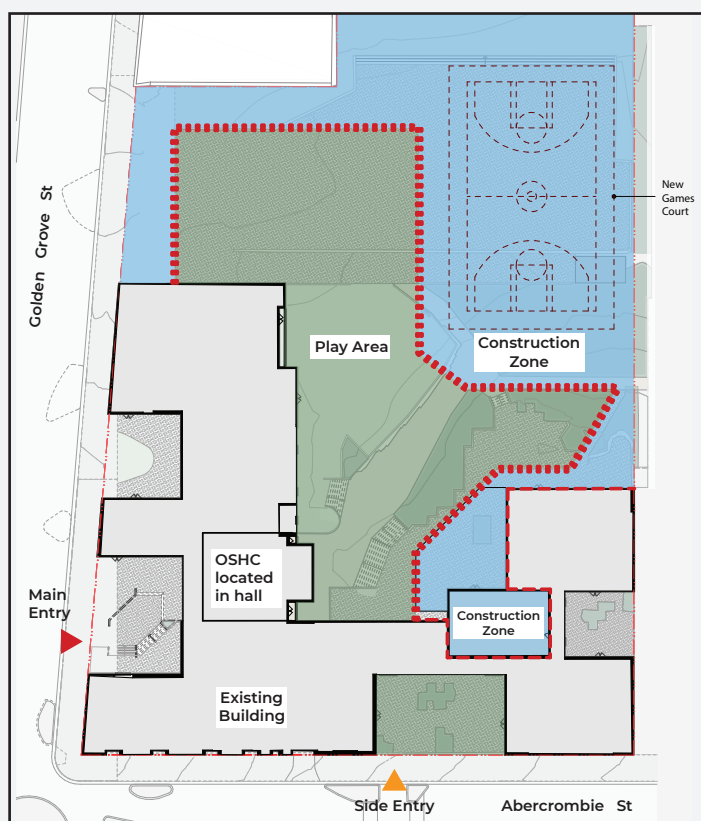 Golden Grove St
New
Games
Court
Play Area
Construction
Zone
OSHC
located
in hall
Main
Entry
Construction
Zone
Existing
Building
Side Entry
Abercrombie St